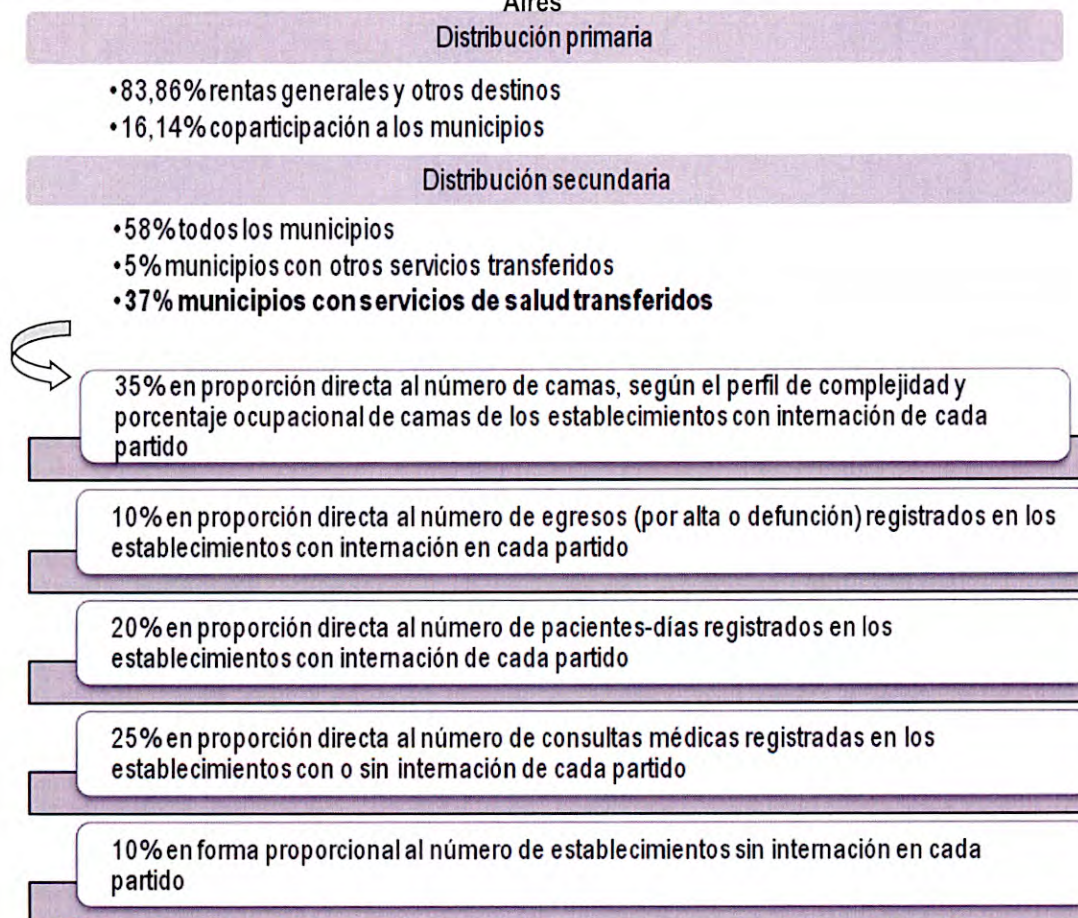 Aires
Distribución primaria
•83,86% rentas generales y otros destinos
•16,14% coparticipación a los municipios
Distribución secundaria
•58% todos los municipios
•5% municipios con otros servicios transferidos
•37% municipios con servicios de salud transferidos
35% en proporción directa al número de camas, según el perfil de complejidad y
porcentaje ocupacional de camas de los establecimientos con internación de cada
partido
10% en proporción directa al número de egresos (por alta o defunción) registrados en los
establecimientos con internación en cada partido
20% en proporción directa al número de pacientes-días registrados en los
establecimientos con internación de cada partido
25% en proporción directa al número de consultas médicas registradas en los
establecimientos con o sin internación de cada partido
10% en forma proporcional al número de establecimientos sin internación en cada
partido